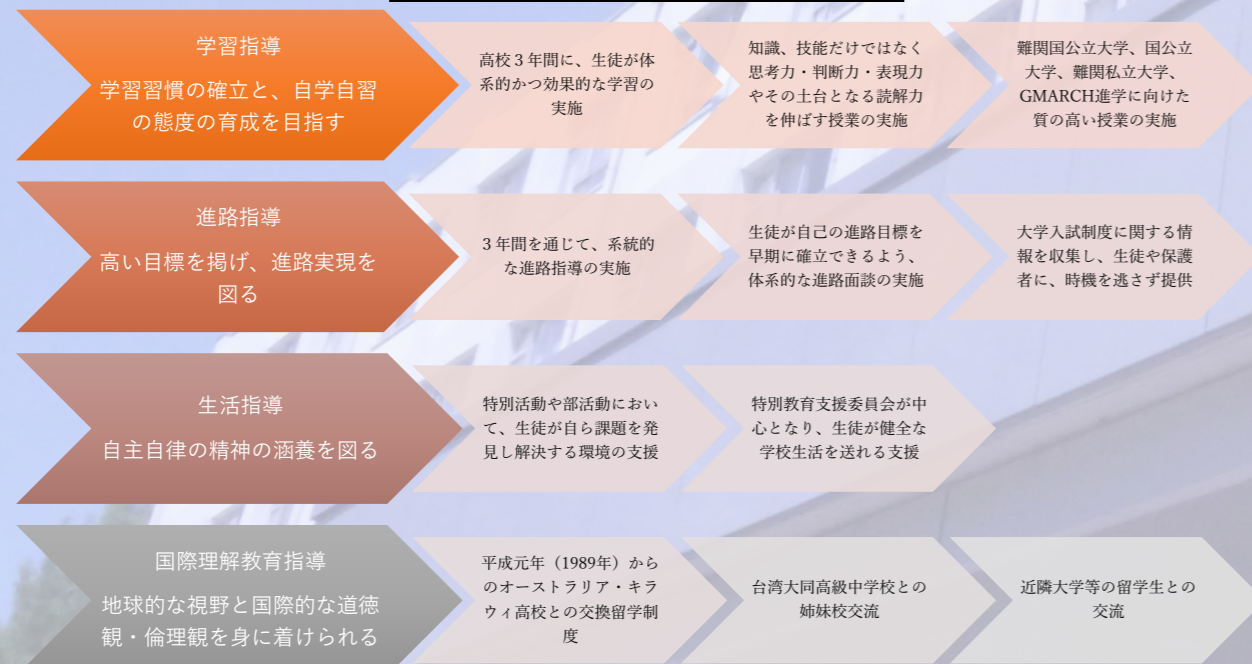 学習指導
学習習慣の確立と、自学自習
の態度の育成を目指す
高校３年間に、生徒が体
系的かつ効果的な学習の
実施
知識、技能だけではなく
思考力・判断力・表現力
やその土台となる読解力
を伸ばす授業の実施
難関国公立大学、国公立
大学、難関私立大学、
GMARCH進学に向けた
質の高い授業の実施
進路指導
高い目標を掲げ、進路実現を
図る
３年間を通じて、系統的
な進路指導の実施
生徒が自己の進路目標を
早期に確立できるよう、
体系的な進路面談の実施
大学入試制度に関する情
報を収集し、生徒や保護
者に、時機を逃さず提供
生活指導
自主自律の精神の涵養を図る
特別活動や部活動におい
て、生徒が自ら課題を発
見し解決する環境の支援
特別教育支援委員会が中
心となり、生徒が健全な
学校生活を送れる支援
国際理解教育指導
地球的な視野と国際的な道徳
観・倫理観を身に着けられる
平成元年（1989年）から
のオーストラリア・キラ
ウィ高校との交換留学制
度
台湾大同高級中学校との
姉妹校交流
近隣大学等の留学生との
交流